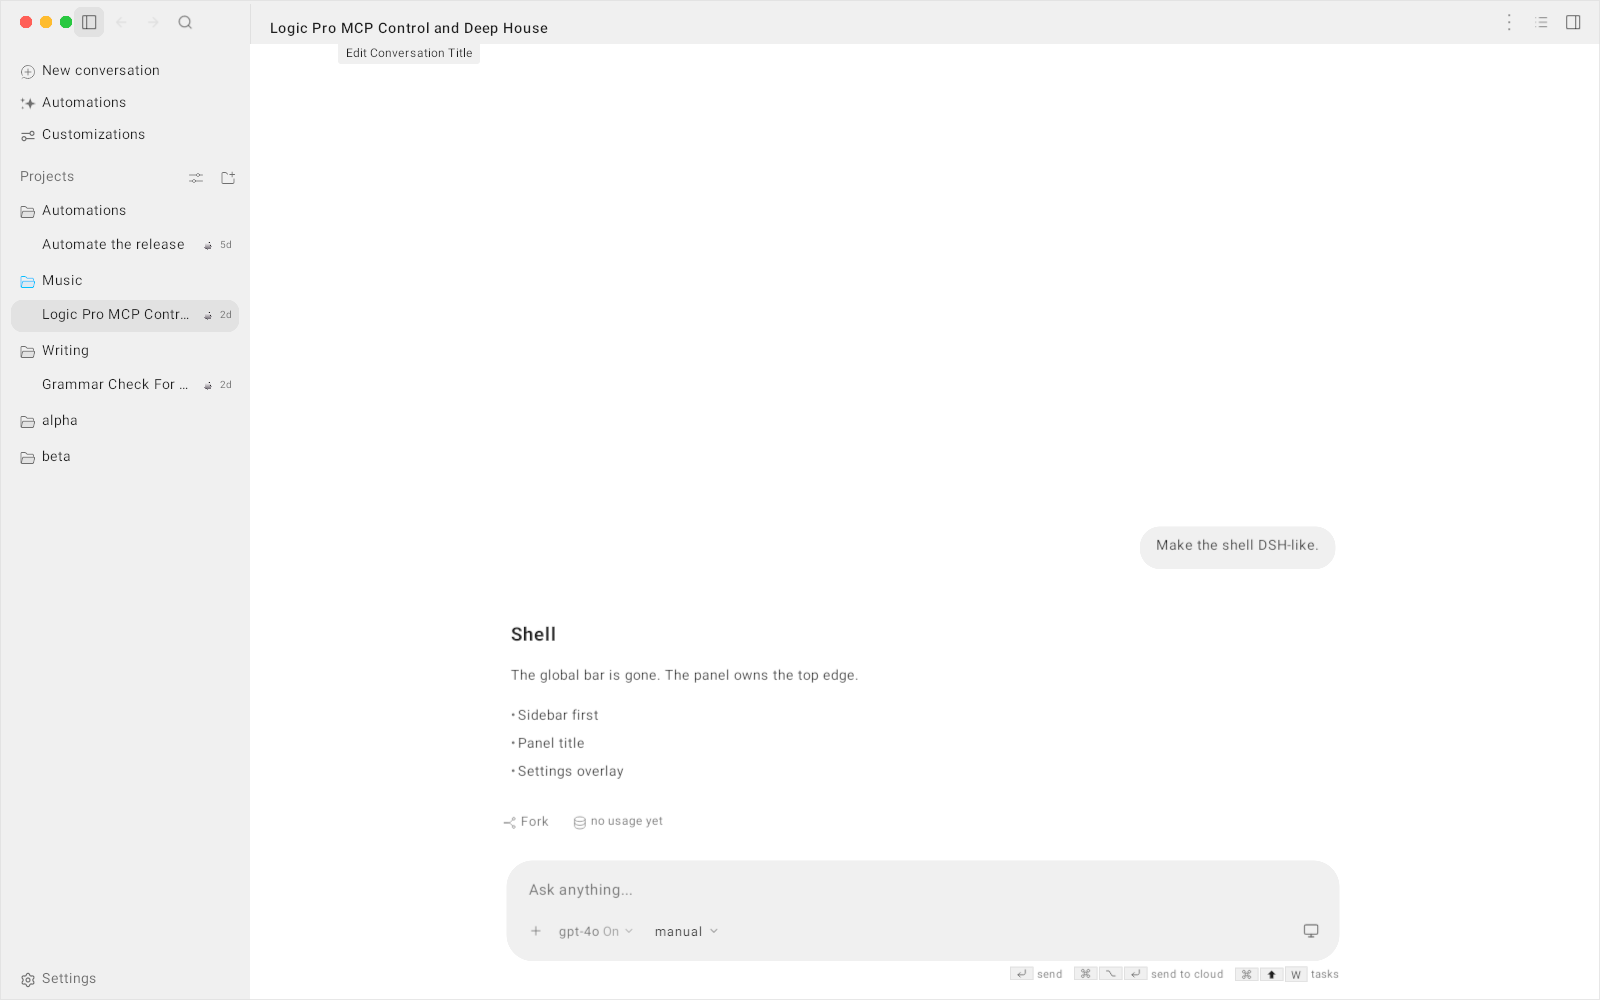 Logic Pro MCP Control and Deep House
Edit Conversation Title
New conversation
Automations
Customizations
Projects
Automations
Automate the release 5d
Music
Logic Pro MCP Contr... 2d
Writing
Grammar Check For ... 2d
alpha
beta
Settings
Make the shell DSH-like.
Shell
The global bar is gone. The panel owns the top edge.
• Sidebar first
• Panel title
• Settings overlay
Fork no usage yet
Ask anything...
gpt-4o On manual
↵ send ⌘ ⌥ ↵ send to cloud ⌘ ⬆ W tasks